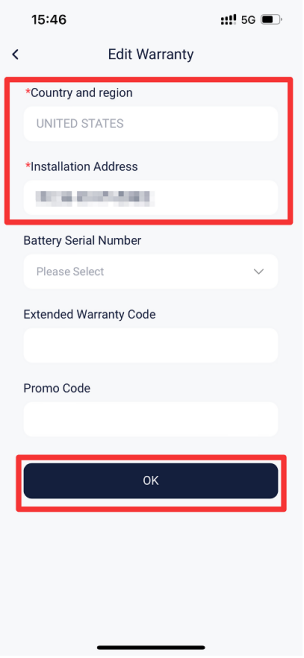 15:46
5G
Edit Warranty
*Country and region
UNITED STATES
*Installation Address
Battery Serial Number
Please Select
Extended Warranty Code
Promo Code
OK